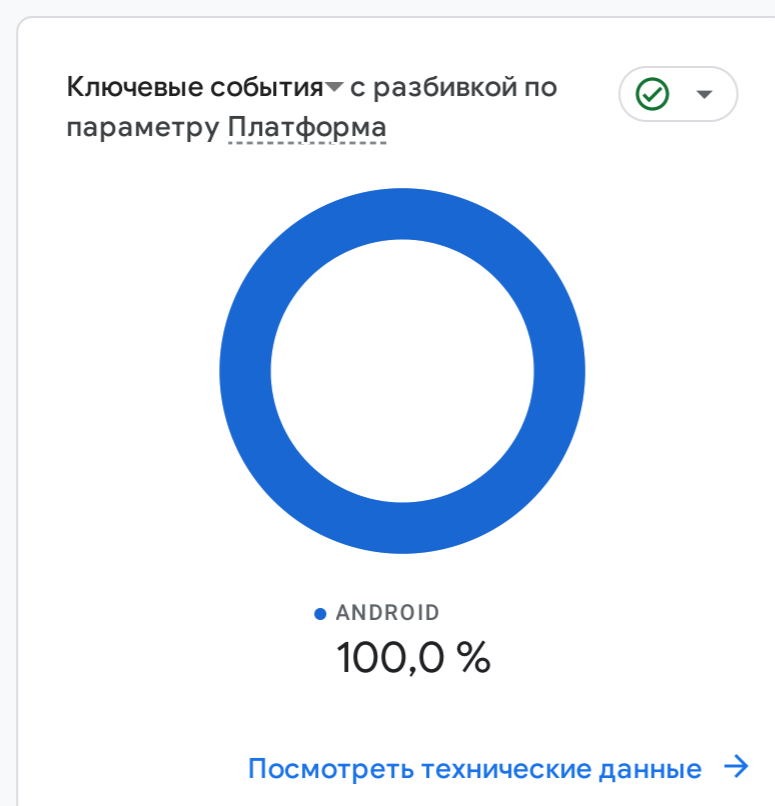 Ключевые события с разбивкой по
параметру Платформа
ANDROID
100,0 %
Посмотреть технические данные